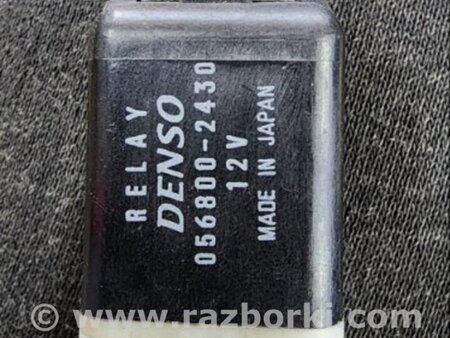 RELAY
DENSO
056800-2430
12V
MADE IN JAPAN
© www.razborki.com